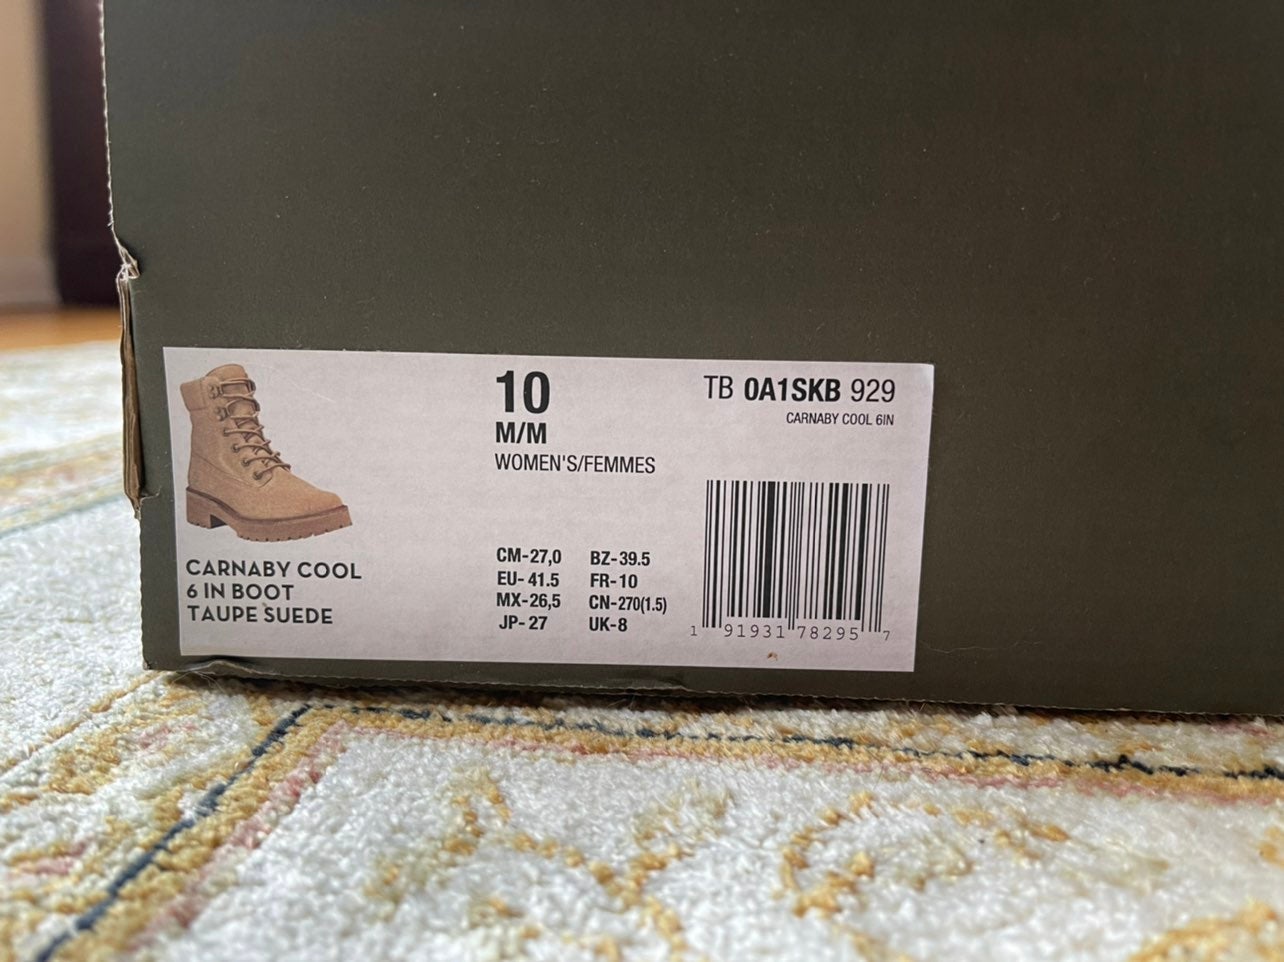 10
M/M
WOMEN'S/FEMMES
TB 0A1SKB 929
CARNABY COOL 6IN
CARNABY COOL
6 IN BOOT
TAUPE SUEDE
CM-27,0 BZ-39.5
EU-41.5 FR-10
MX-26,5 CN-270(1.5)
JP-27 UK-8
1 91931 78295 7